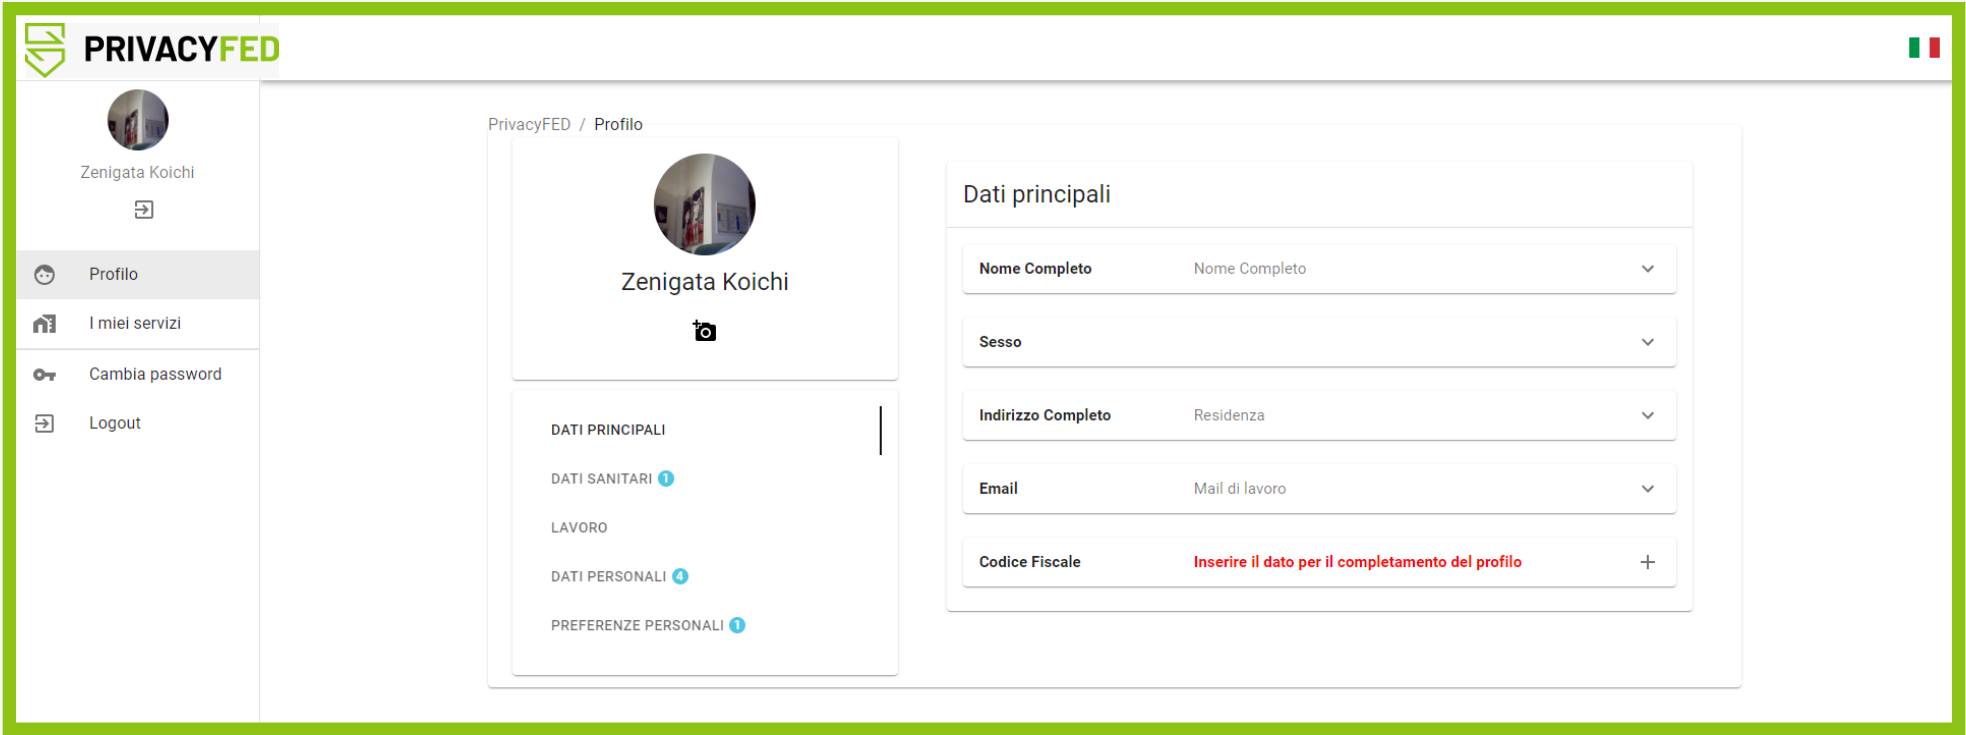 PRIVACYFED
Zenigata Koichi
Profilo
I miei servizi
Cambia password
Logout
PrivacyFED / Profilo
Zenigata Koichi
DATI PRINCIPALI
DATI SANITARI 1
LAVORO
DATI PERSONALI 4
PREFERENZE PERSONALI 1
Dati principali
Nome Completo Nome Completo
Sesso
Indirizzo Completo Residenza
Email Mail di lavoro
Codice Fiscale Inserire il dato per il completamento del profilo